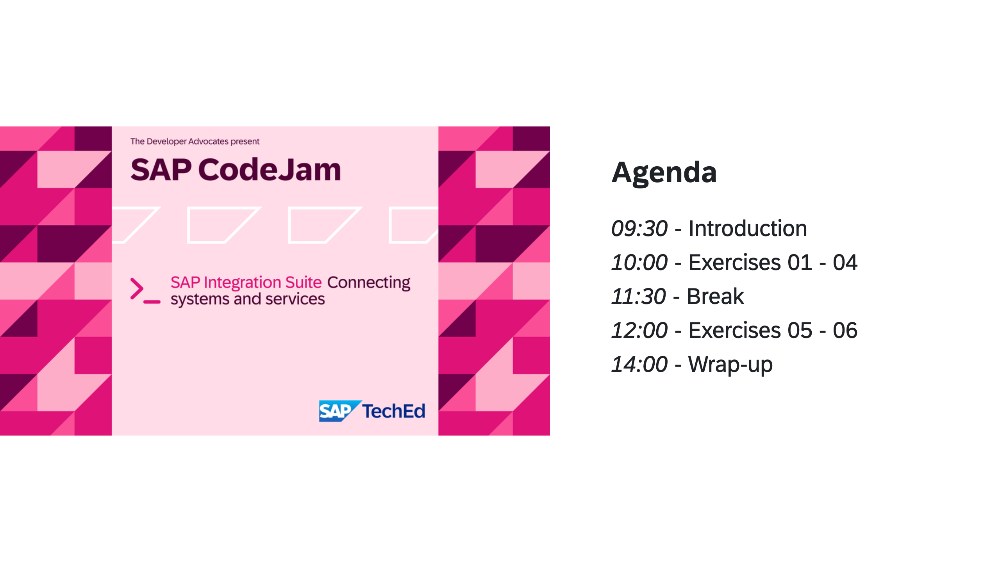 The Developer Advocates present
SAP CodeJam
SAP Integration Suite Connecting
systems and services
SAP TechEd
Agenda
09:30 - Introduction
10:00 - Exercises 01 - 04
11:30 - Break
12:00 - Exercises 05 - 06
14:00 - Wrap-up